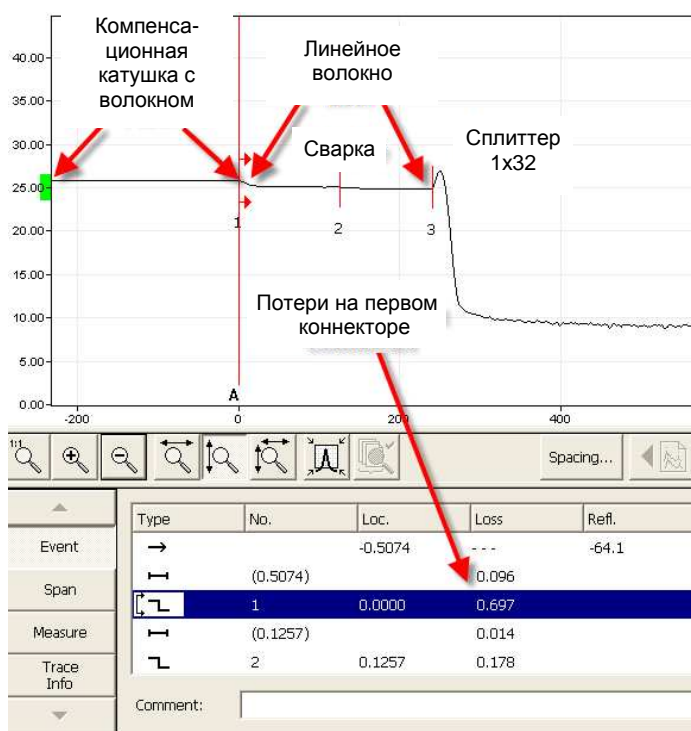 Компенса-
ционная
катушка с
волокном
Линейное
волокно
Сварка
Сплиттер
1x32
Потери на первом
коннекторе
40.00
35.00
30.00
25.00
20.00
15.00
10.00
5.00
0.00
1
2
3
A
-200
0
200
400
1:1
Spacing...
Event
Span
Measure
Trace
Info
Type No. Loc. Loss Refl.
-0.5074 --- -64.1
(0.5074) 0.096
1 0.0000 0.697
(0.1257) 0.014
2 0.1257 0.178
Comment: